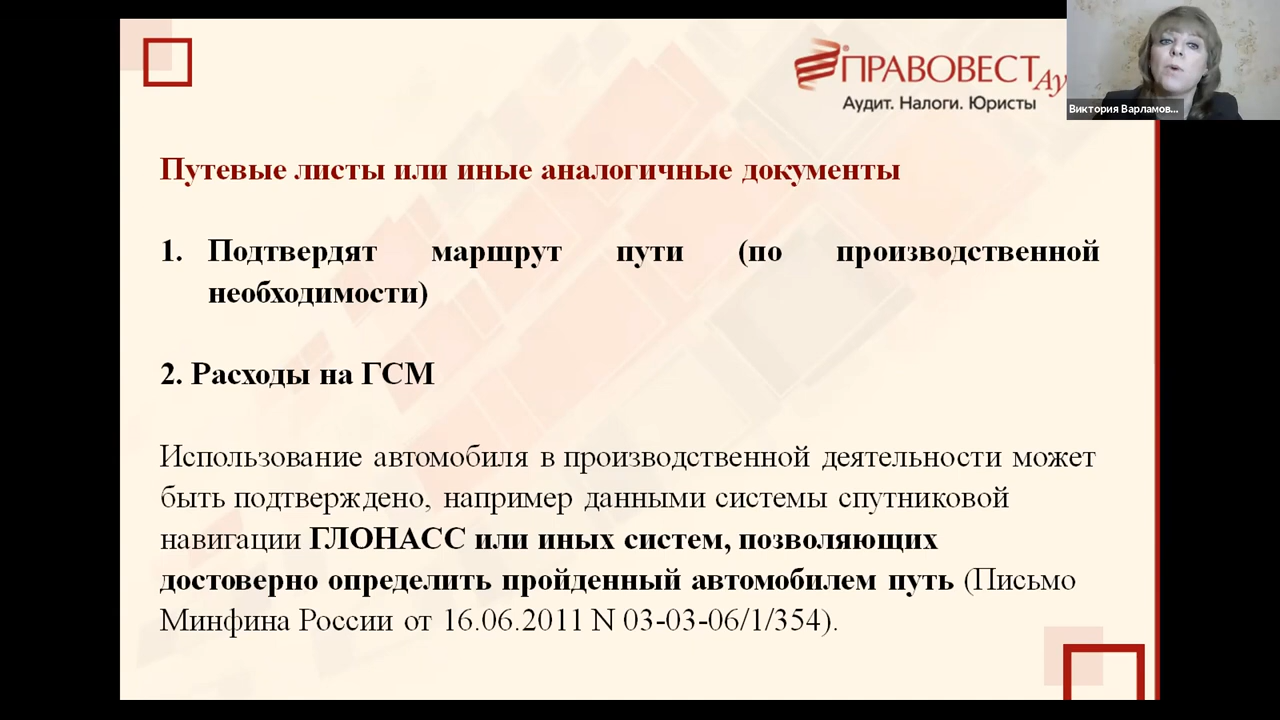 ПРАВОВЕСТ Ау
Аудит. Налоги. Юристы
Виктория Варламов...
Путевые листы или иные аналогичные документы
1. Подтвердят маршрут пути (по производственной
необходимости)
2. Расходы на ГСМ
Использование автомобиля в производственной деятельности может
быть подтверждено, например данными системы спутниковой
навигации ГЛОНАСС или иных систем, позволяющих
достоверно определить пройденный автомобилем путь (Письмо
Минфина России от 16.06.2011 N 03-03-06/1/354).